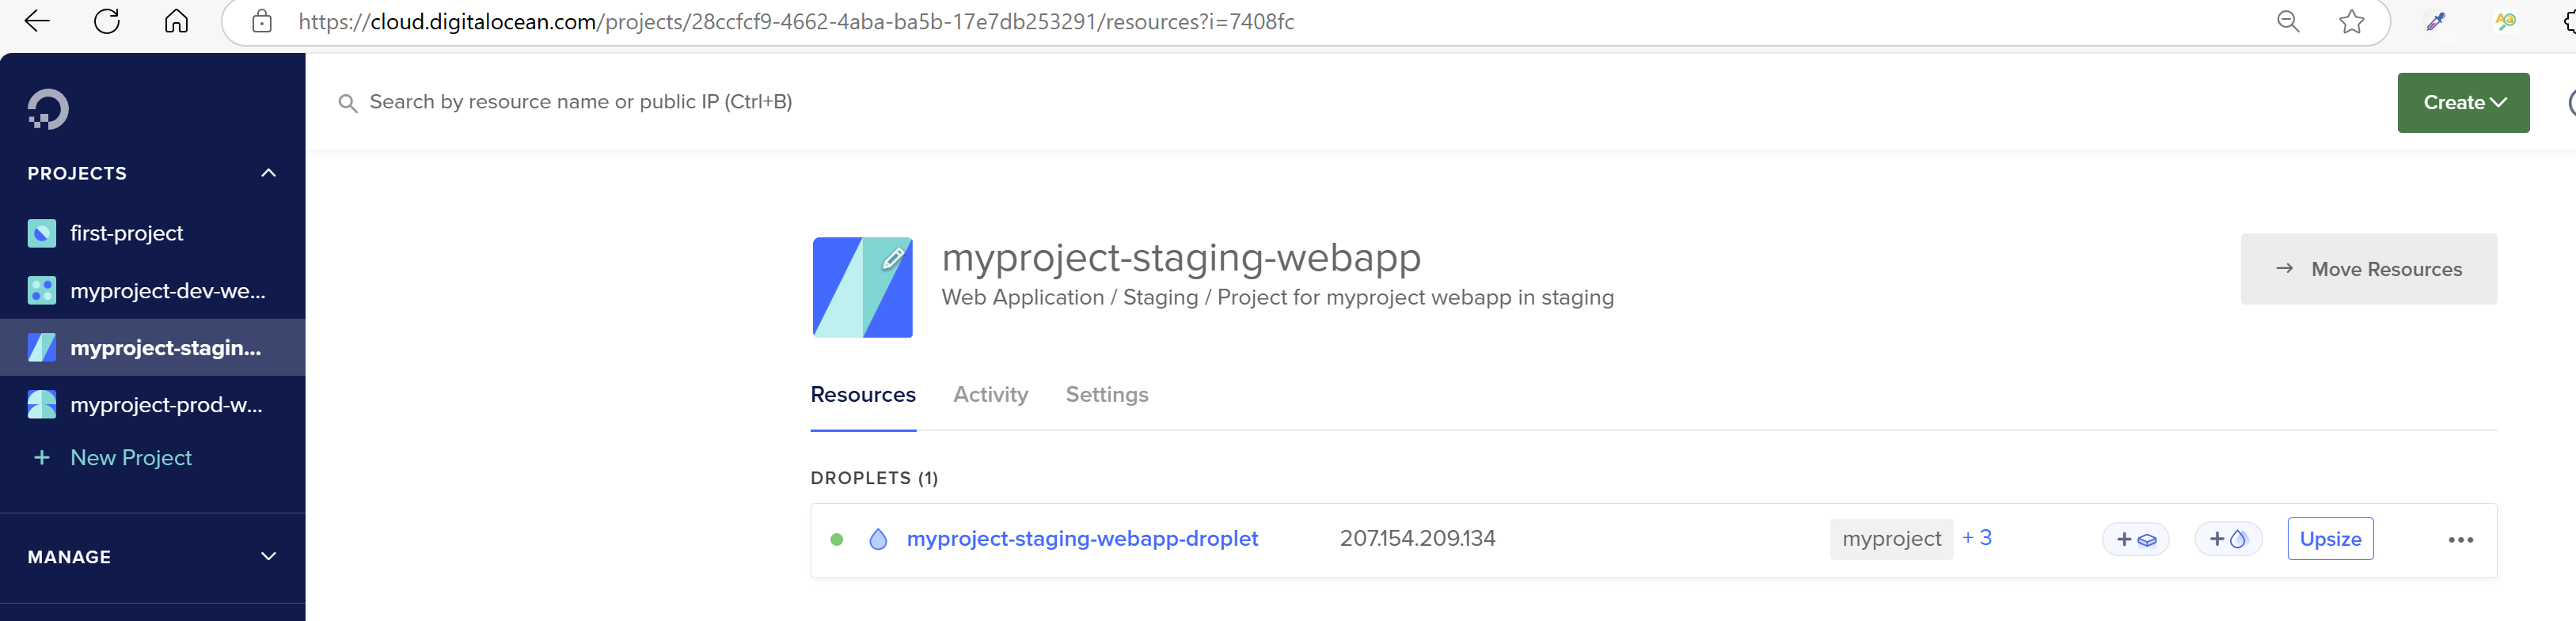 https://cloud.digitalocean.com/projects/28ccfcf9-4662-4aba-ba5b-17e7db253291/resources?i=7408fc
Search by resource name or public IP (Ctrl+B)
Create
PROJECTS
first-project
myproject-dev-we...
myproject-stagin...
myproject-prod-w...
+ New Project
MANAGE
myproject-staging-webapp
Web Application / Staging / Project for myproject webapp in staging
→ Move Resources
Resources Activity Settings
DROPLETS (1)
myproject-staging-webapp-droplet 207.154.209.134 myproject + 3 + + Upsize ...